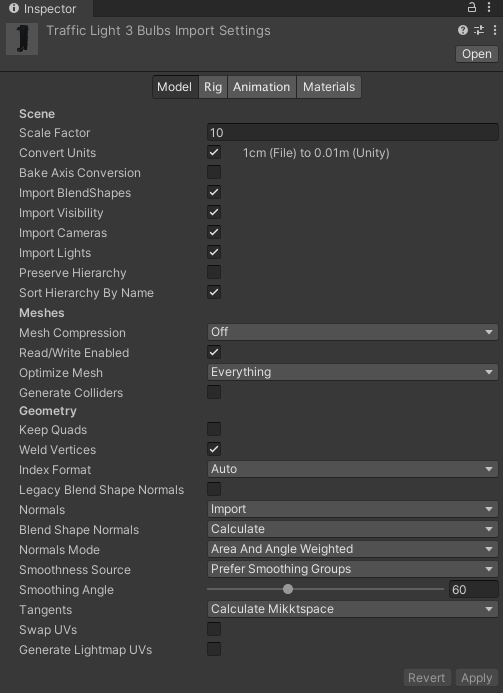 Inspector
Traffic Light 3 Bulbs Import Settings
Open
Model Rig Animation Materials
Scene
Scale Factor 10
Convert Units 1cm (File) to 0.01m (Unity)
Bake Axis Conversion
Import BlendShapes
Import Visibility
Import Cameras
Import Lights
Preserve Hierarchy
Sort Hierarchy By Name
Meshes
Mesh Compression Off
Read/Write Enabled
Optimize Mesh Everything
Generate Colliders
Geometry
Keep Quads
Weld Vertices
Index Format Auto
Legacy Blend Shape Normals
Normals Import
Blend Shape Normals Calculate
Normals Mode Area And Angle Weighted
Smoothness Source Prefer Smoothing Groups
Smoothing Angle 60
Tangents Calculate Mikktspace
Swap UVs
Generate Lightmap UVs
Revert Apply